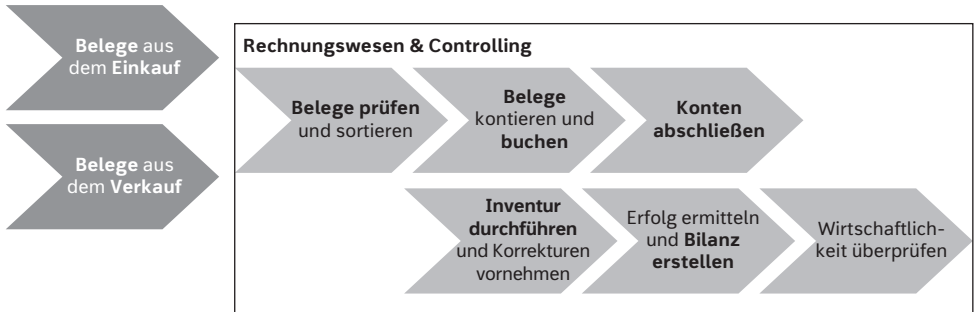 Belege aus
dem Einkauf
Belege aus
dem Verkauf
Rechnungswesen & Controlling
Belege prüfen
und sortieren
Belege
kontieren und
buchen
Konten
abschließen
Inventur
durchführen
und Korrekturen
vornehmen
Erfolg ermitteln
und Bilanz
erstellen
Wirtschaftlich-
keit überprüfen